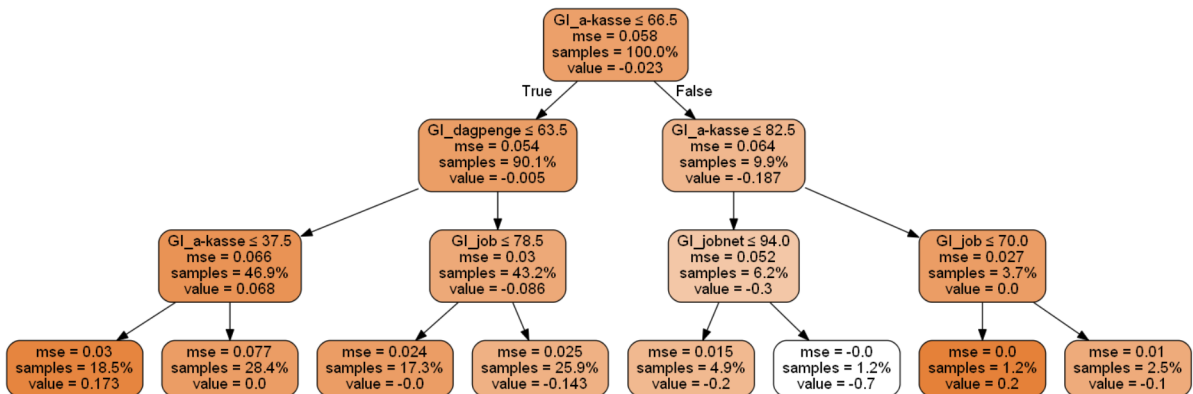 GI_a-kasse ≤ 66.5
mse = 0.058
samples = 100.0%
value = -0.023
True
False
GI_dagpenge ≤ 63.5
mse = 0.054
samples = 90.1%
value = -0.005
GI_a-kasse ≤ 82.5
mse = 0.064
samples = 9.9%
value = -0.187
GI_a-kasse ≤ 37.5
mse = 0.066
samples = 46.9%
value = 0.068
GI_job ≤ 78.5
mse = 0.03
samples = 43.2%
value = -0.086
GI_jobnet ≤ 94.0
mse = 0.052
samples = 6.2%
value = -0.3
GI_job ≤ 70.0
mse = 0.027
samples = 3.7%
value = 0.0
mse = 0.03
samples = 18.5%
value = 0.173
mse = 0.077
samples = 28.4%
value = 0.0
mse = 0.024
samples = 17.3%
value = -0.0
mse = 0.025
samples = 25.9%
value = -0.143
mse = 0.015
samples = 4.9%
value = -0.2
mse = -0.0
samples = 1.2%
value = -0.7
mse = 0.0
samples = 1.2%
value = 0.2
mse = 0.01
samples = 2.5%
value = -0.1